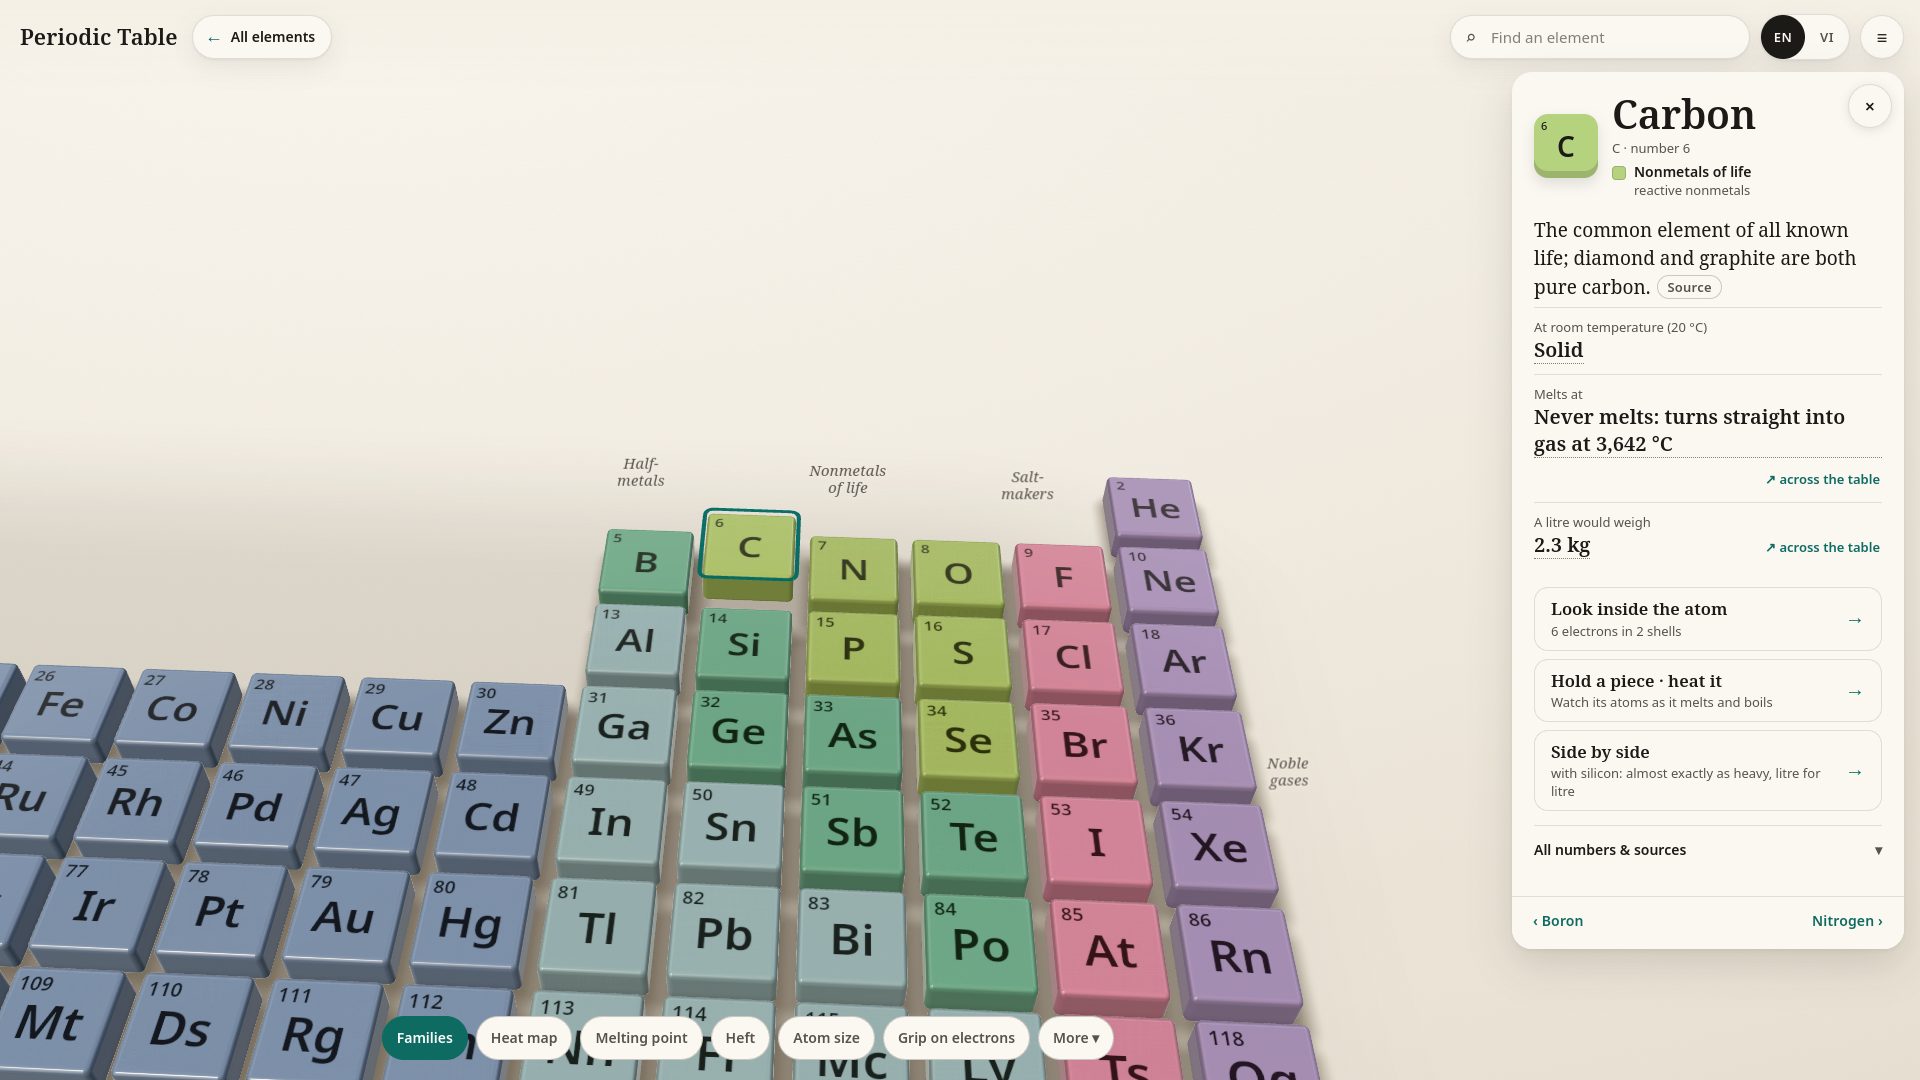 Periodic Table
← All elements
Find an element
EN
VI
≡
×
6
C
Carbon
C · number 6
Nonmetals of life
reactive nonmetals
The common element of all known
life; diamond and graphite are both
pure carbon. Source
At room temperature (20 °C)
Solid
Melts at
Never melts: turns straight into
gas at 3,642 °C
↗ across the table
A litre would weigh
2.3 kg
↗ across the table
Look inside the atom
6 electrons in 2 shells
→
Hold a piece · heat it
Watch its atoms as it melts and boils
→
Side by side
with silicon: almost exactly as heavy, litre for
litre
→
All numbers & sources ▾
‹ Boron
Nitrogen ›
Half-
metals
Nonmetals
of life
Salt-
makers
Noble
gases
2 He
5 B
6 C
7 N
8 O
9 F
10 Ne
13 Al
14 Si
15 P
16 S
17 Cl
18 Ar
26 Fe
27 Co
28 Ni
29 Cu
30 Zn
31 Ga
32 Ge
33 As
34 Se
35 Br
36 Kr
Ru
45 Rh
46 Pd
47 Ag
48 Cd
49 In
50 Sn
51 Sb
52 Te
53 I
54 Xe
77 Ir
78 Pt
79 Au
80 Hg
81 Tl
82 Pb
83 Bi
84 Po
85 At
86 Rn
109 Mt
110 Ds
111 Rg
112
113
114
Mc
Lv
Ts
118 Og
Families
Heat map
Melting point
Heft
Atom size
Grip on electrons
More ▾